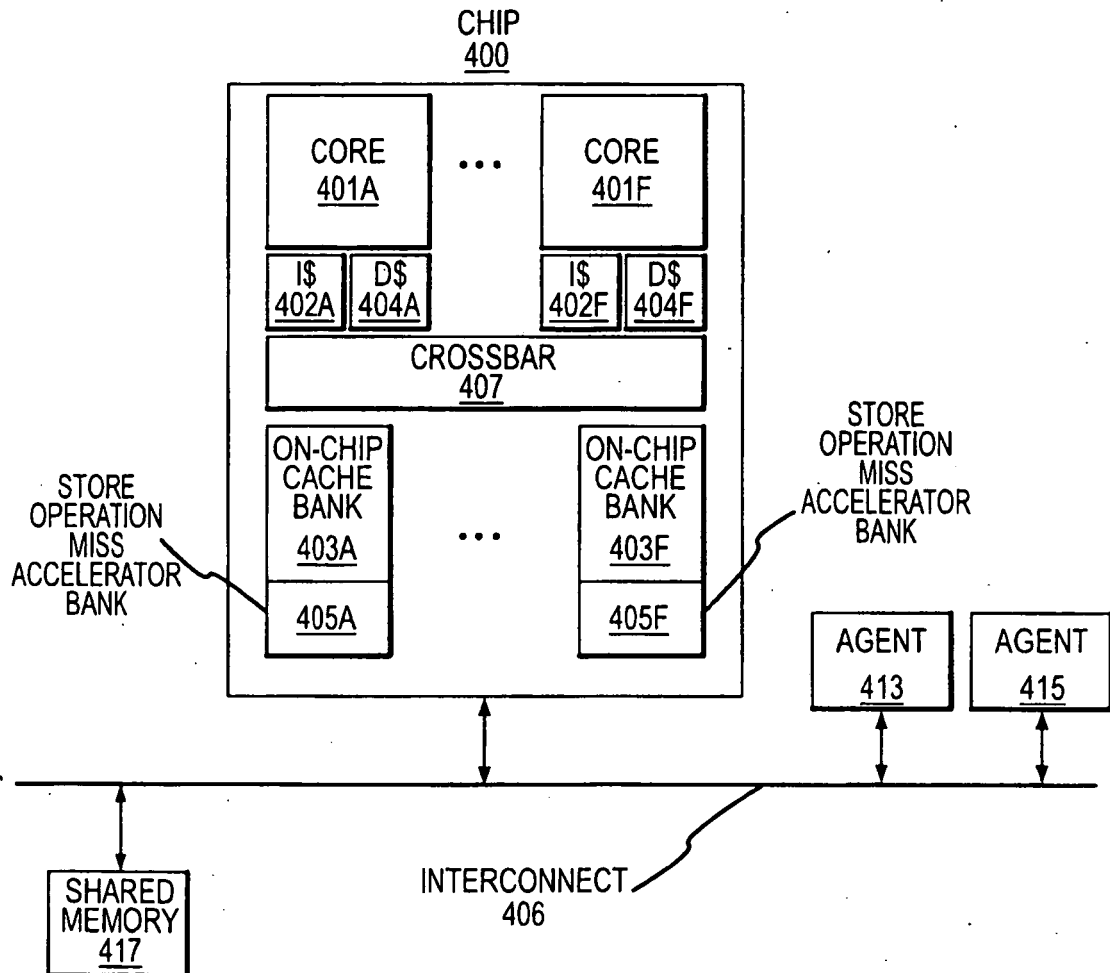 CHIP
400
CORE
401A
...
CORE
401F
I$
402A
D$
404A
I$
402F
D$
404F
CROSSBAR
407
ON-CHIP
CACHE
BANK
403A
405A
...
ON-CHIP
CACHE
BANK
403F
405F
STORE
OPERATION
MISS
ACCELERATOR
BANK
STORE
OPERATION
MISS
ACCELERATOR
BANK
AGENT
413
AGENT
415
INTERCONNECT
406
SHARED
MEMORY
417